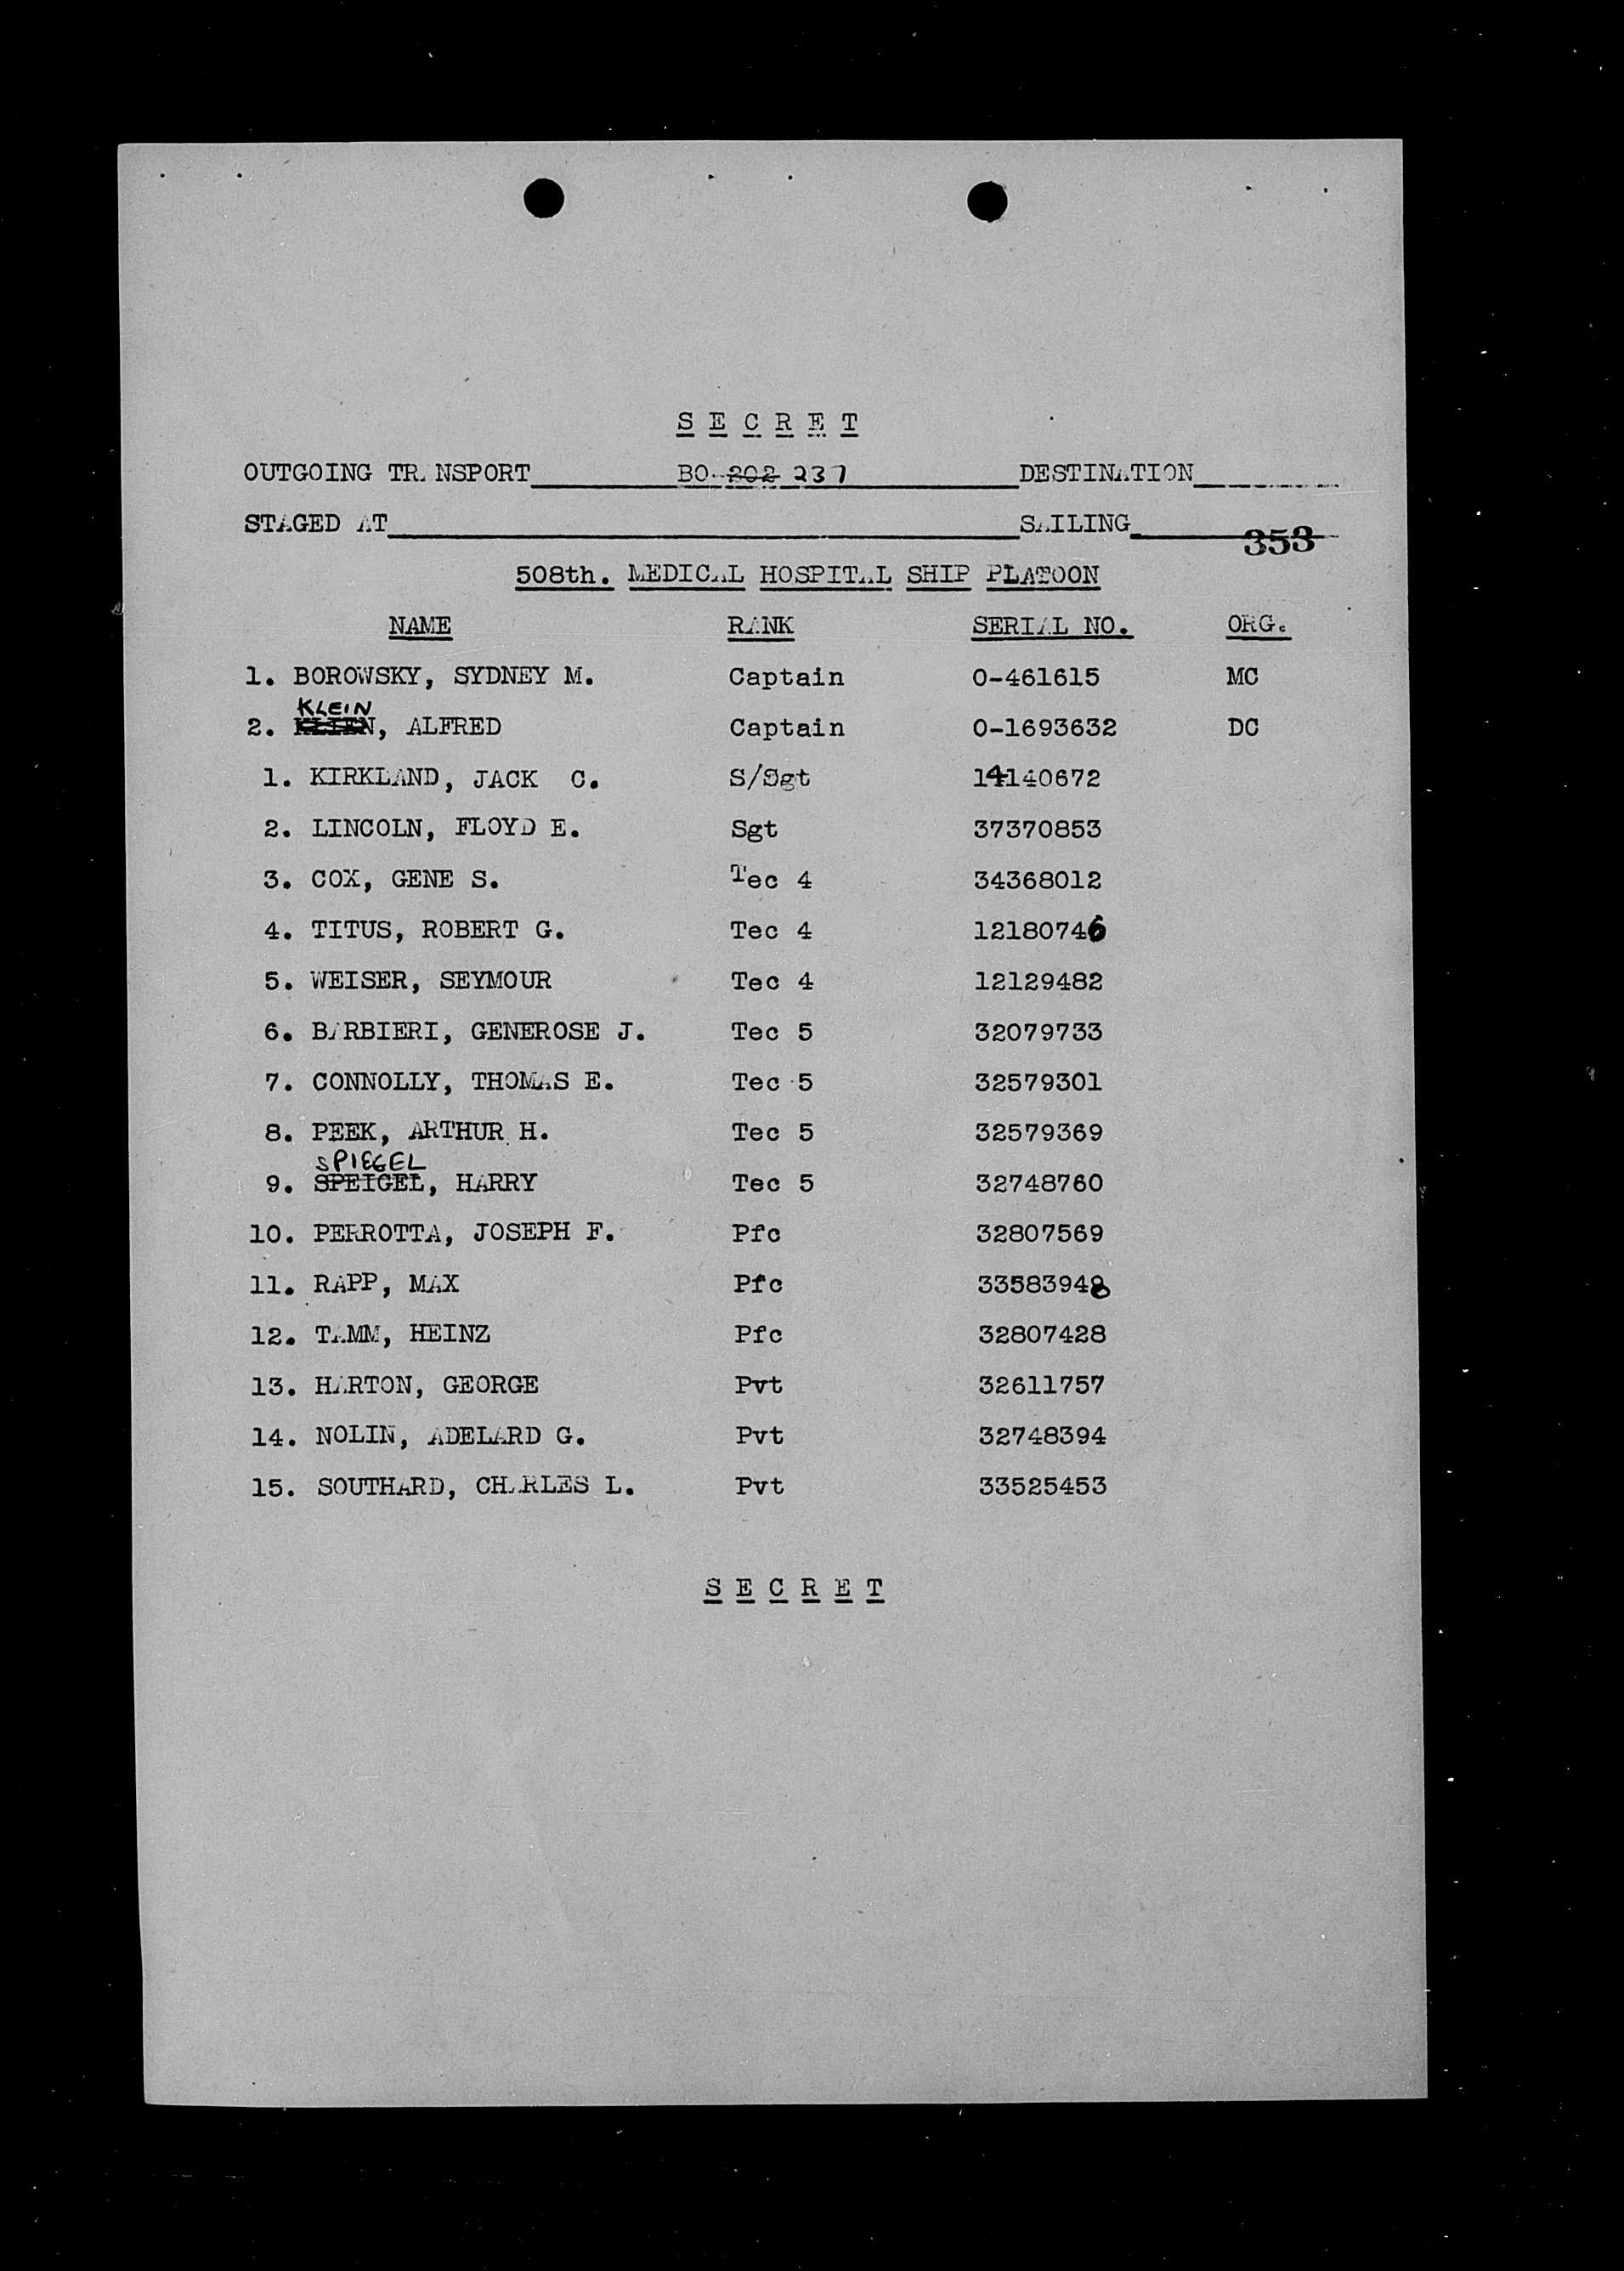 S E C R E T
OUTGOING TRANSPORT BO-202 237 DESTINATION
STAGED AT SAILING
353
508th. MEDICAL HOSPITAL SHIP PLATOON
NAME RANK SERIAL NO. ORG.
1. BOROWSKY, SYDNEY M. Captain 0-461615 MC
KLEIN
2. KLIEN, ALFRED Captain 0-1693632 DC
1. KIRKLAND, JACK C. S/Sgt 14140672
2. LINCOLN, FLOYD E. Sgt 37370853
3. COX, GENE S. Tec 4 34368012
4. TITUS, ROBERT G. Tec 4 12180746
5. WEISER, SEYMOUR Tec 4 12129482
6. BARBIERI, GENEROSE J. Tec 5 32079733
7. CONNOLLY, THOMAS E. Tec 5 32579301
8. PEEK, ARTHUR H. Tec 5 32579369
SPIEGEL
9. SPEIGEL, HARRY Tec 5 32748760
10. PERROTTA, JOSEPH F. Pfc 32807569
11. RAPP, MAX Pfc 33583948
12. TAMM, HEINZ Pfc 32807428
13. HARTON, GEORGE Pvt 32611757
14. NOLIN, ADELARD G. Pvt 32748394
15. SOUTHARD, CHARLES L. Pvt 33525453
S E C R E T